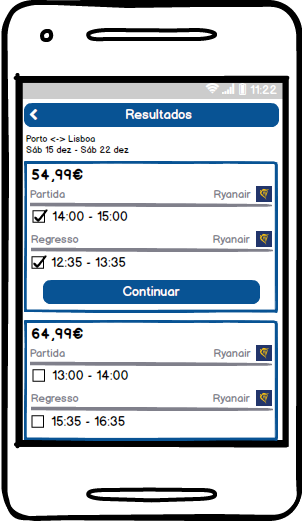 11:22
Resultados
Porto <-> Lisboa
Sáb 15 dez - Sáb 22 dez
54,99€
Partida Ryanair
14:00 - 15:00
Regresso Ryanair
12:35 - 13:35
Continuar
64,99€
Partida Ryanair
13:00 - 14:00
Regresso Ryanair
15:35 - 16:35